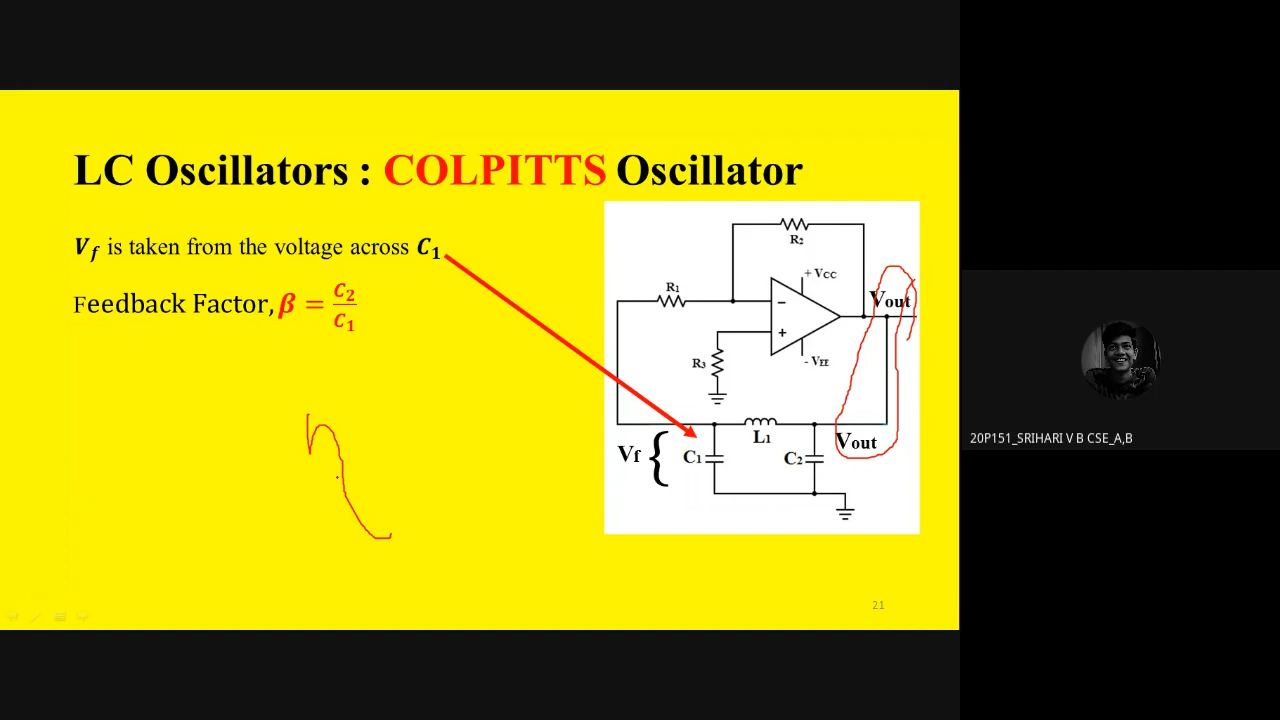 LC Oscillators : COLPITTS Oscillator
Vf is taken from the voltage across C1
Feedback Factor, β = C2/C1
R2
+ VCC
R1
Vout
−
+
R3
- VEE
L1
Vout
Vf {
C1
C2
21
20P151_SRIHARI V B CSE_A,B